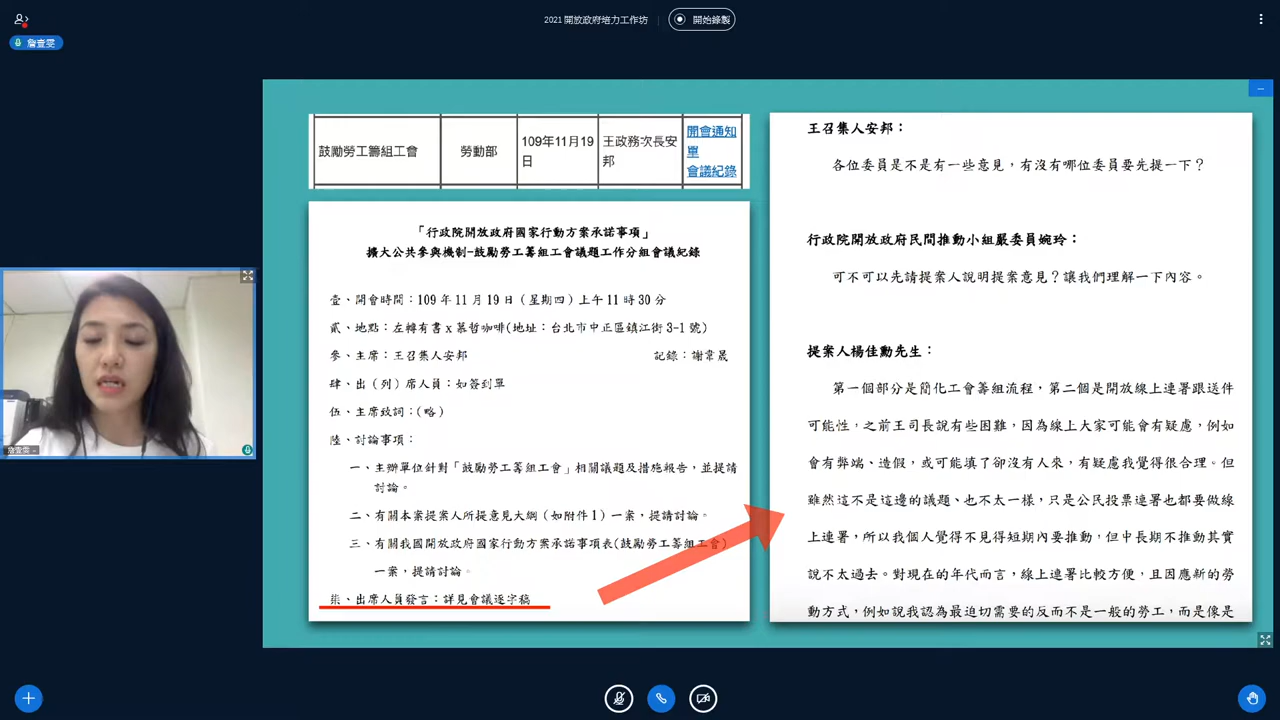 2021 開放政府培力工作坊
開始錄製
詹壹雯
鼓勵勞工籌組工會
勞動部
109年11月19
日
王政務次長安
邦
開會通知
單
會議紀錄
「行政院開放政府國家行動方案承諾事項」
擴大公共參與機制-鼓勵勞工籌組工會議題工作分組會議紀錄
壹、開會時間：109 年 11 月 19 日（星期四）上午 11 時 30 分
貳、地點：左轉有書 x 慕哲咖啡(地址：台北市中正區鎮江街 3-1 號)
參、主席：王召集人安邦 記錄：謝韋晨
肆、出（列）席人員：如簽到單
伍、主席致詞：(略)
陸、討論事項：
一、主辦單位針對「鼓勵勞工籌組工會」相關議題及措施報告，並提請
討論。
二、有關本案提案人所提意見大綱（如附件 1）一案，提請討論。
三、有關我國開放政府國家行動方案承諾事項表(鼓勵勞工籌組工會)
一案，提請討論。
柒、出席人員發言：詳見會議逐字稿
王召集人安邦：
各位委員是不是有一些意見，有沒有哪位委員要先提一下？
行政院開放政府民間推動小組嚴委員婉玲：
可不可以先請提案人說明提案意見？讓我們理解一下內容。
提案人楊佳勳先生：
第一個部分是簡化工會籌組流程，第二個是開放線上連署跟送件
可能性，之前王司長說有些困難，因為線上大家可能會有疑慮，例如
會有弊端、造假，或可能填了卻沒有人來，有疑慮我覺得很合理。但
雖然這不是這邊的議題、也不太一樣，只是公民投票連署也都要做線
上連署，所以我個人覺得不見得短期內要推動，但中長期不推動其實
說不太過去。對現在的年代而言，線上連署比較方便，且因應新的勞
動方式，例如說我認為最迫切需要的反而不是一般的勞工，而是像是
詹壹雯